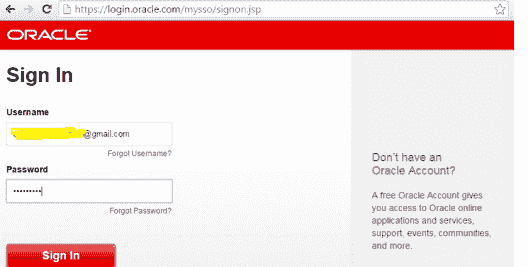 https://login.oracle.com/mysso/signon.jsp
ORACLE
Sign In
Username
@gmail.com
Forgot Username?
Password
Forgot Password?
Sign In
Don't have an
Oracle Account?
A free Oracle Account gives
you access to Oracle online
applications and services,
support, events, communities,
and more.